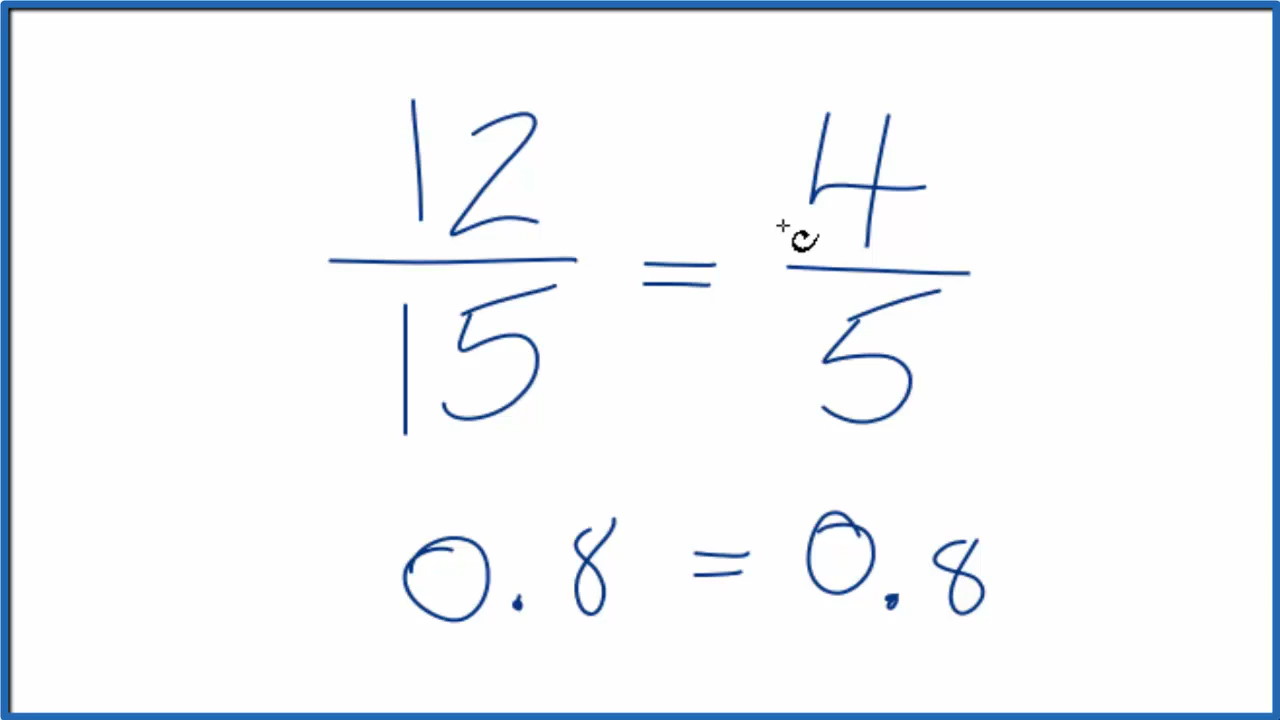 12/15 = 4/5
0.8 = 0.8